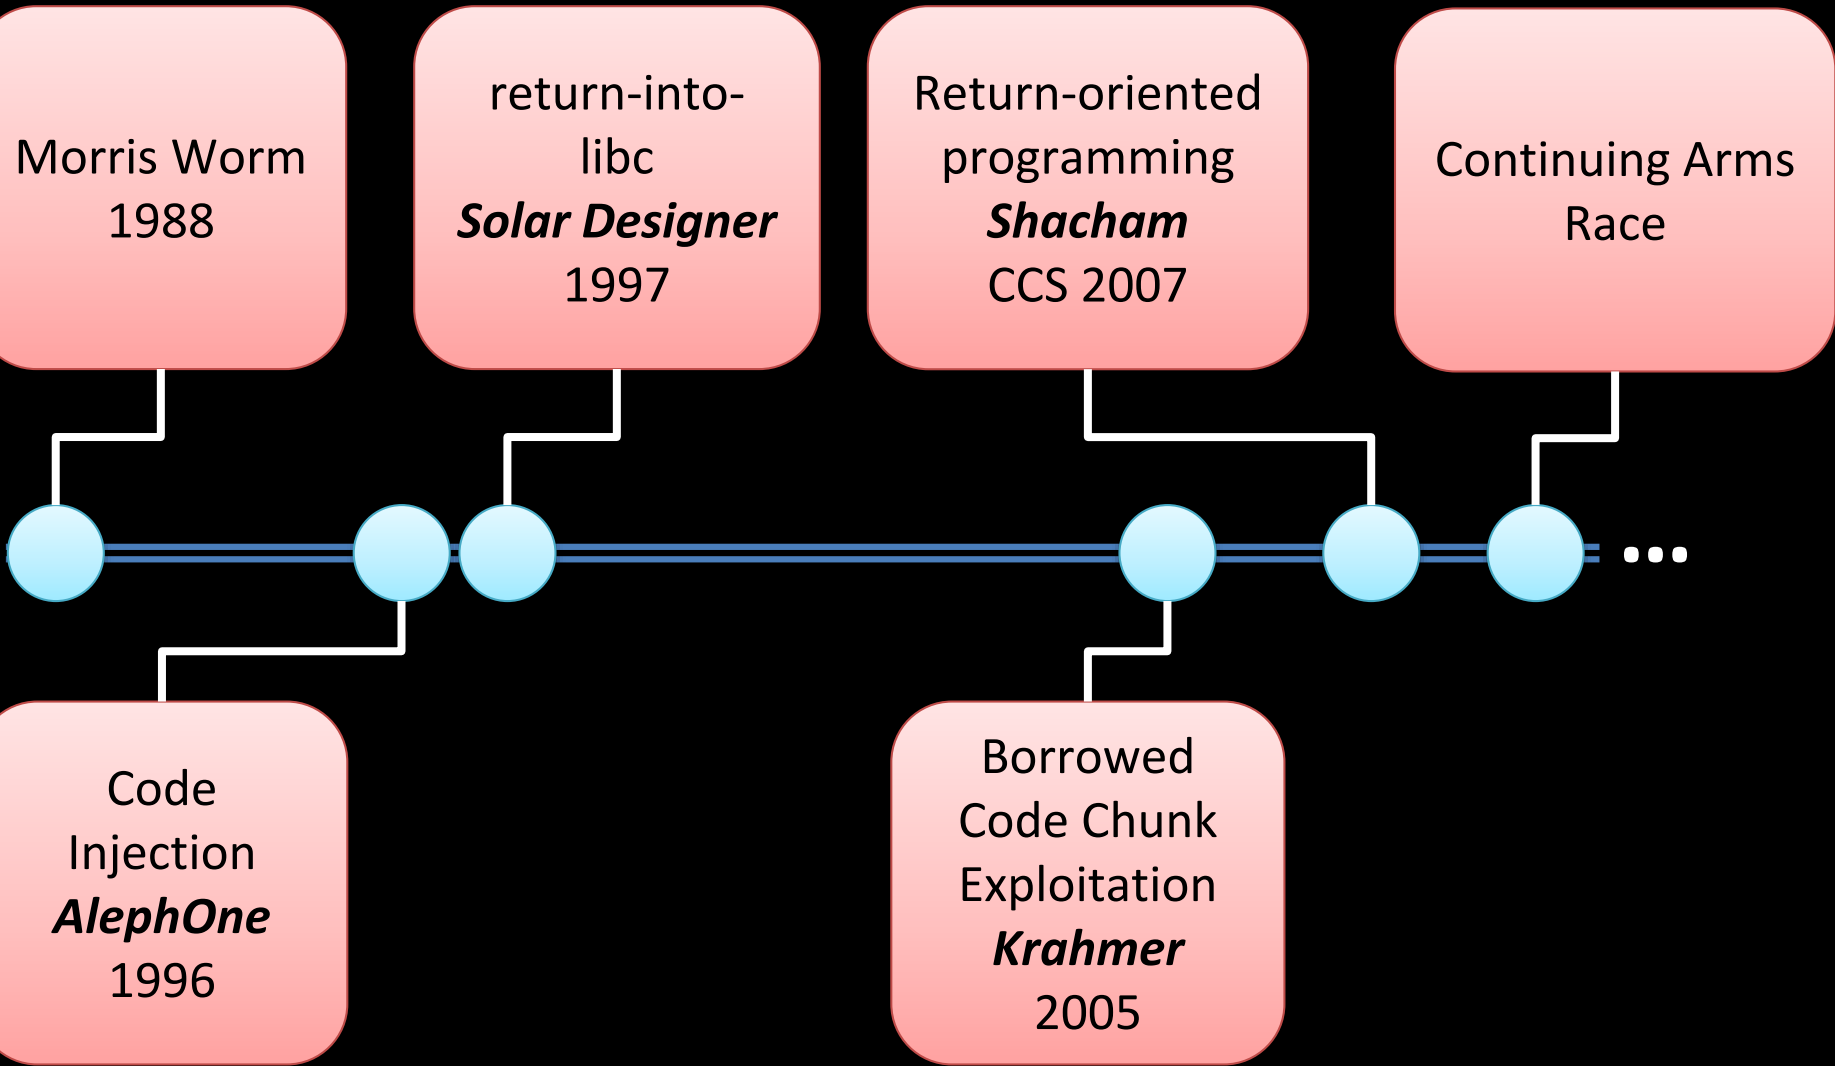 Morris Worm
1988
return-into-
libc
Solar Designer
1997
Return-oriented
programming
Shacham
CCS 2007
Continuing Arms
Race
...
Code
Injection
AlephOne
1996
Borrowed
Code Chunk
Exploitation
Krahmer
2005